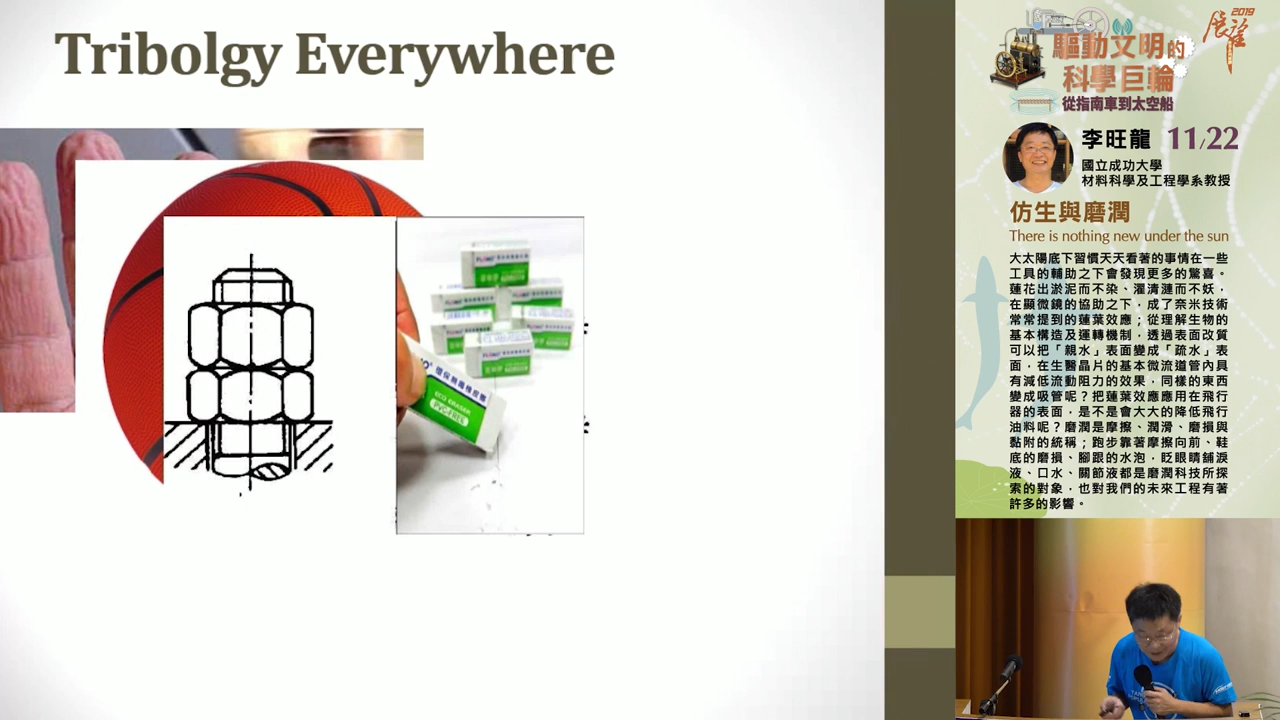 Tribolgy Everywhere
2019
展望
驅動文明的
科學巨輪
從指南車到太空船
李旺龍 11/22
國立成功大學
材料科學及工程學系教授
仿生與磨潤
There is nothing new under the sun
大太陽底下習慣天天看著的事情在一些
工具的輔助之下會發現更多的驚喜。
蓮花出淤泥而不染、濯清漣而不妖，
在顯微鏡的協助之下，成了奈米技術
常常提到的蓮葉效應；從理解生物的
基本構造及運轉機制，透過表面改質
可以把「親水」表面變成「疏水」表
面，在生醫晶片的基本微流道管內具
有減低流動阻力的效果，同樣的東西
變成吸管呢？把蓮葉效應應用在飛行
器的表面，是不是會大大的降低飛行
油料呢？磨潤是摩擦、潤滑、磨損與
黏附的統稱；跑步靠著摩擦向前、鞋
底的磨損、腳跟的水泡，眨眼睛舖淚
液、口水、關節液都是磨潤科技所探
索的對象，也對我們的未來工程有著
許多的影響。
ECO ERASER
PVC-FREE